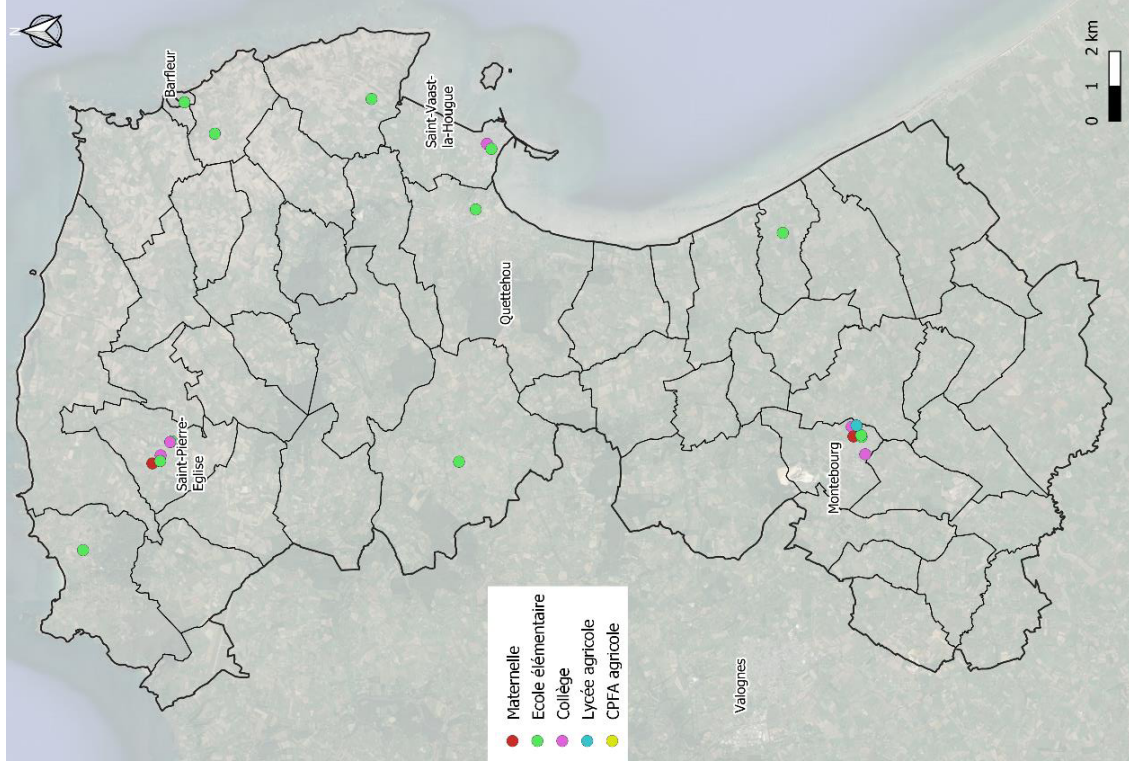 N
Barfleur
Saint-Pierre-
Eglise
Saint-Vaast-
la-Hougue
Quettehou
Montebourg
Valognes
Maternelle
Ecole élémentaire
Collège
Lycée agricole
CPFA agricole
0 1 2 km